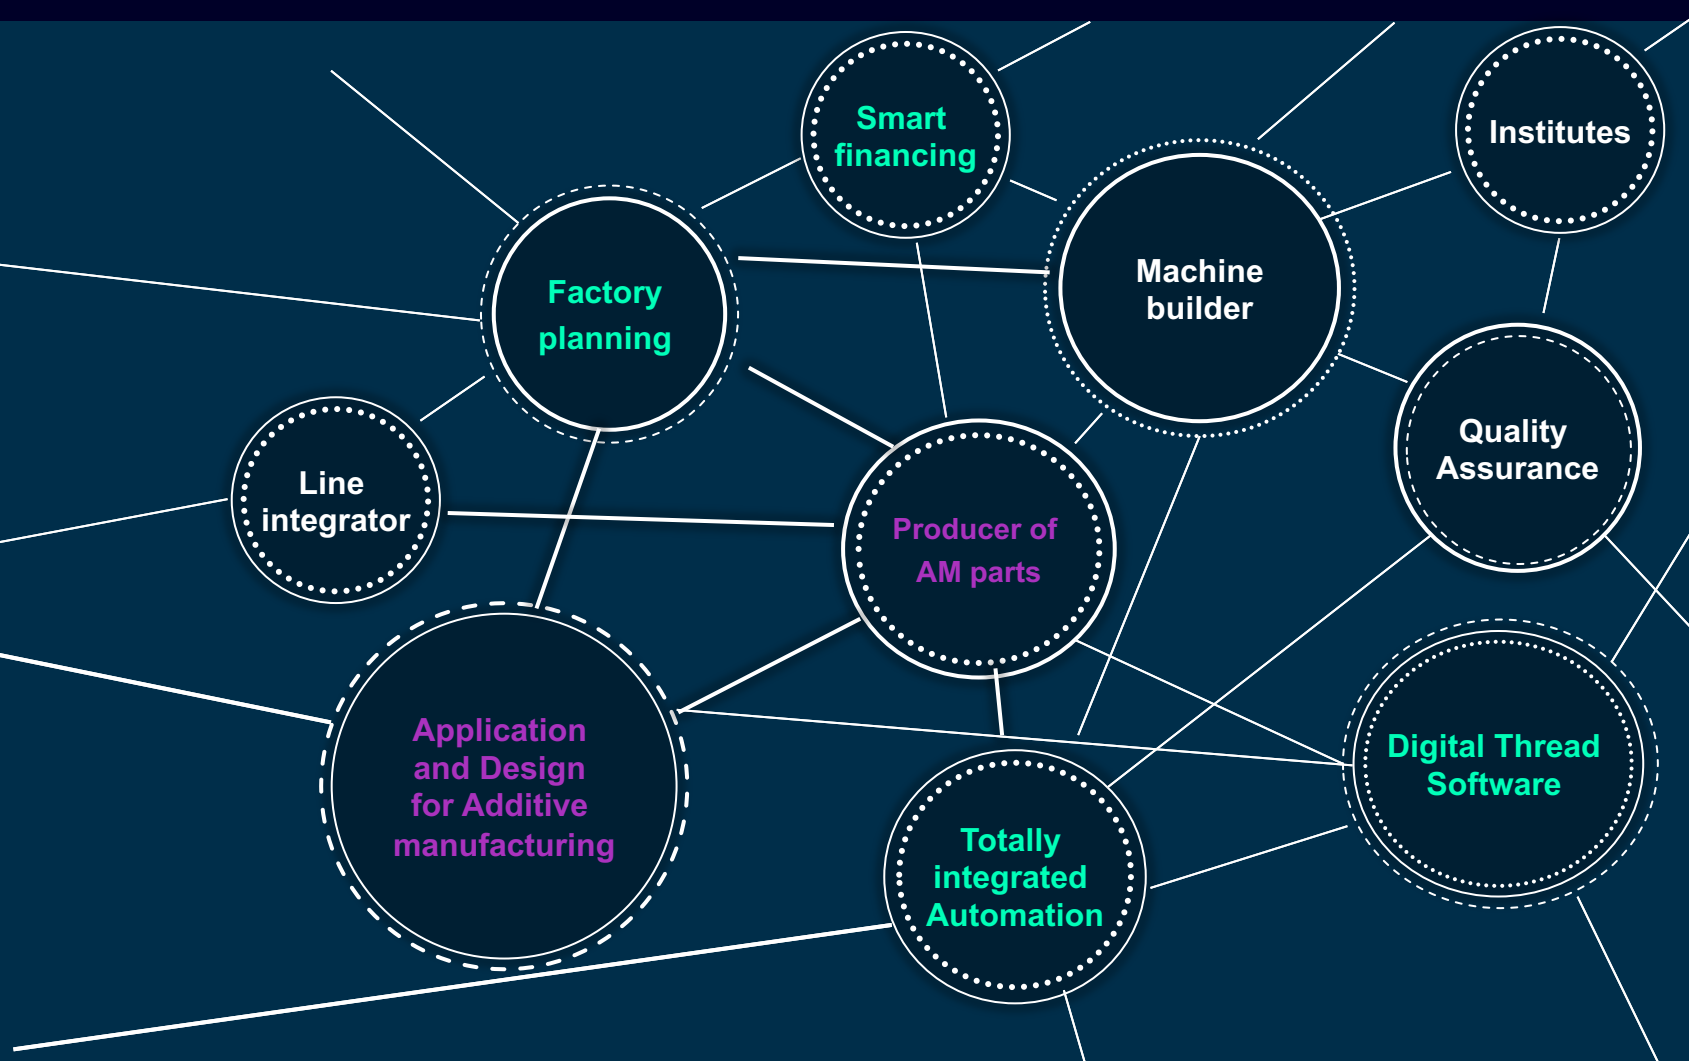 Smart
financing
Institutes
Factory
planning
Machine
builder
Line
integrator
Quality
Assurance
Producer of
AM parts
Application
and Design
for Additive
manufacturing
Digital Thread
Software
Totally
integrated
Automation